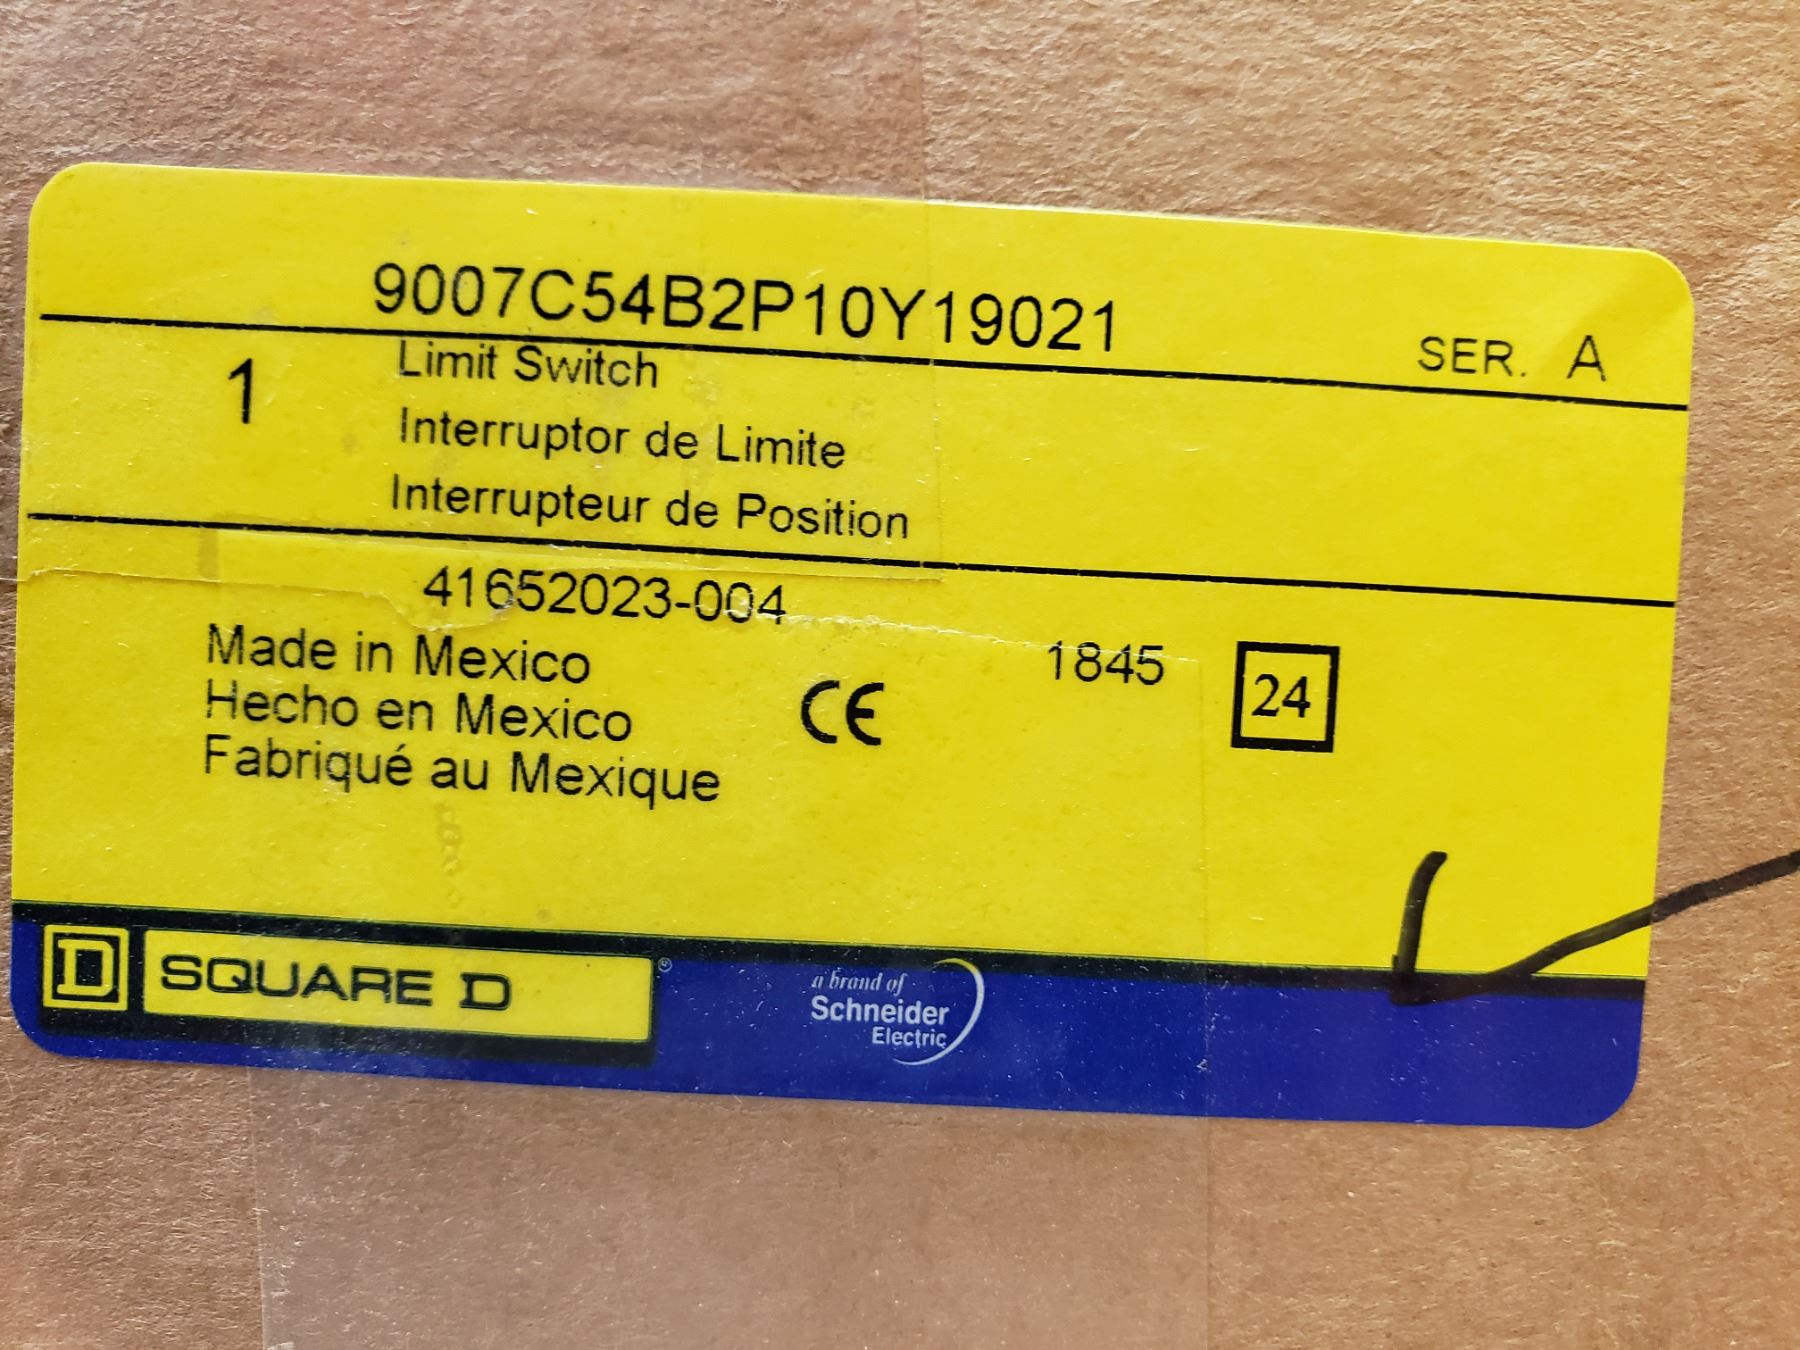 9007C54B2P10Y19021
SER. A
1
Limit Switch
Interruptor de Limite
Interrupteur de Position
41652023-004
Made in Mexico
Hecho en Mexico
Fabriqué au Mexique
CE
1845
24
D
SQUARE D®
a brand of
Schneider
Electric